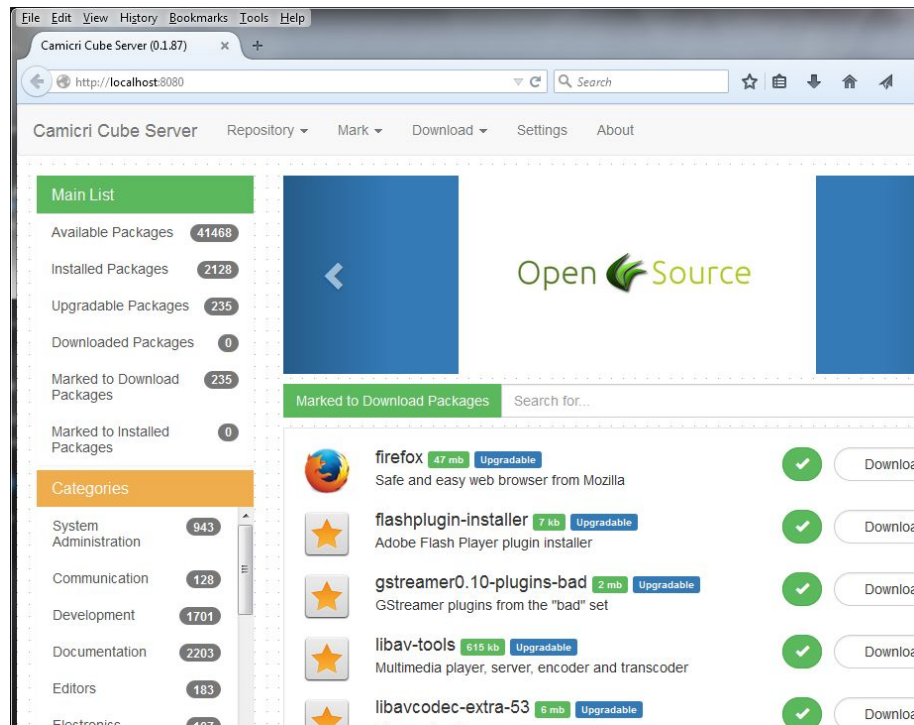 File Edit View History Bookmarks Tools Help
Camicri Cube Server (0.1.87) × +
http://localhost:8080 Search
Camicri Cube Server Repository Mark Download Settings About
Main List
Available Packages 41468
Installed Packages 2128
Upgradable Packages 235
Downloaded Packages 0
Marked to Download 235
Packages
Marked to Installed 0
Packages
Categories
System 943
Administration
Communication 128
Development 1701
Documentation 2203
Editors 183
Electronics
Open Source
Marked to Download Packages Search for...
firefox 47 mb Upgradable
Safe and easy web browser from Mozilla
flashplugin-installer 7 kb Upgradable
Adobe Flash Player plugin installer
gstreamer0.10-plugins-bad 2 mb Upgradable
GStreamer plugins from the "bad" set
libav-tools 615 kb Upgradable
Multimedia player, server, encoder and transcoder
libavcodec-extra-53 6 mb Upgradable
Downloa
Downloa
Downloa
Downloa
Downloa